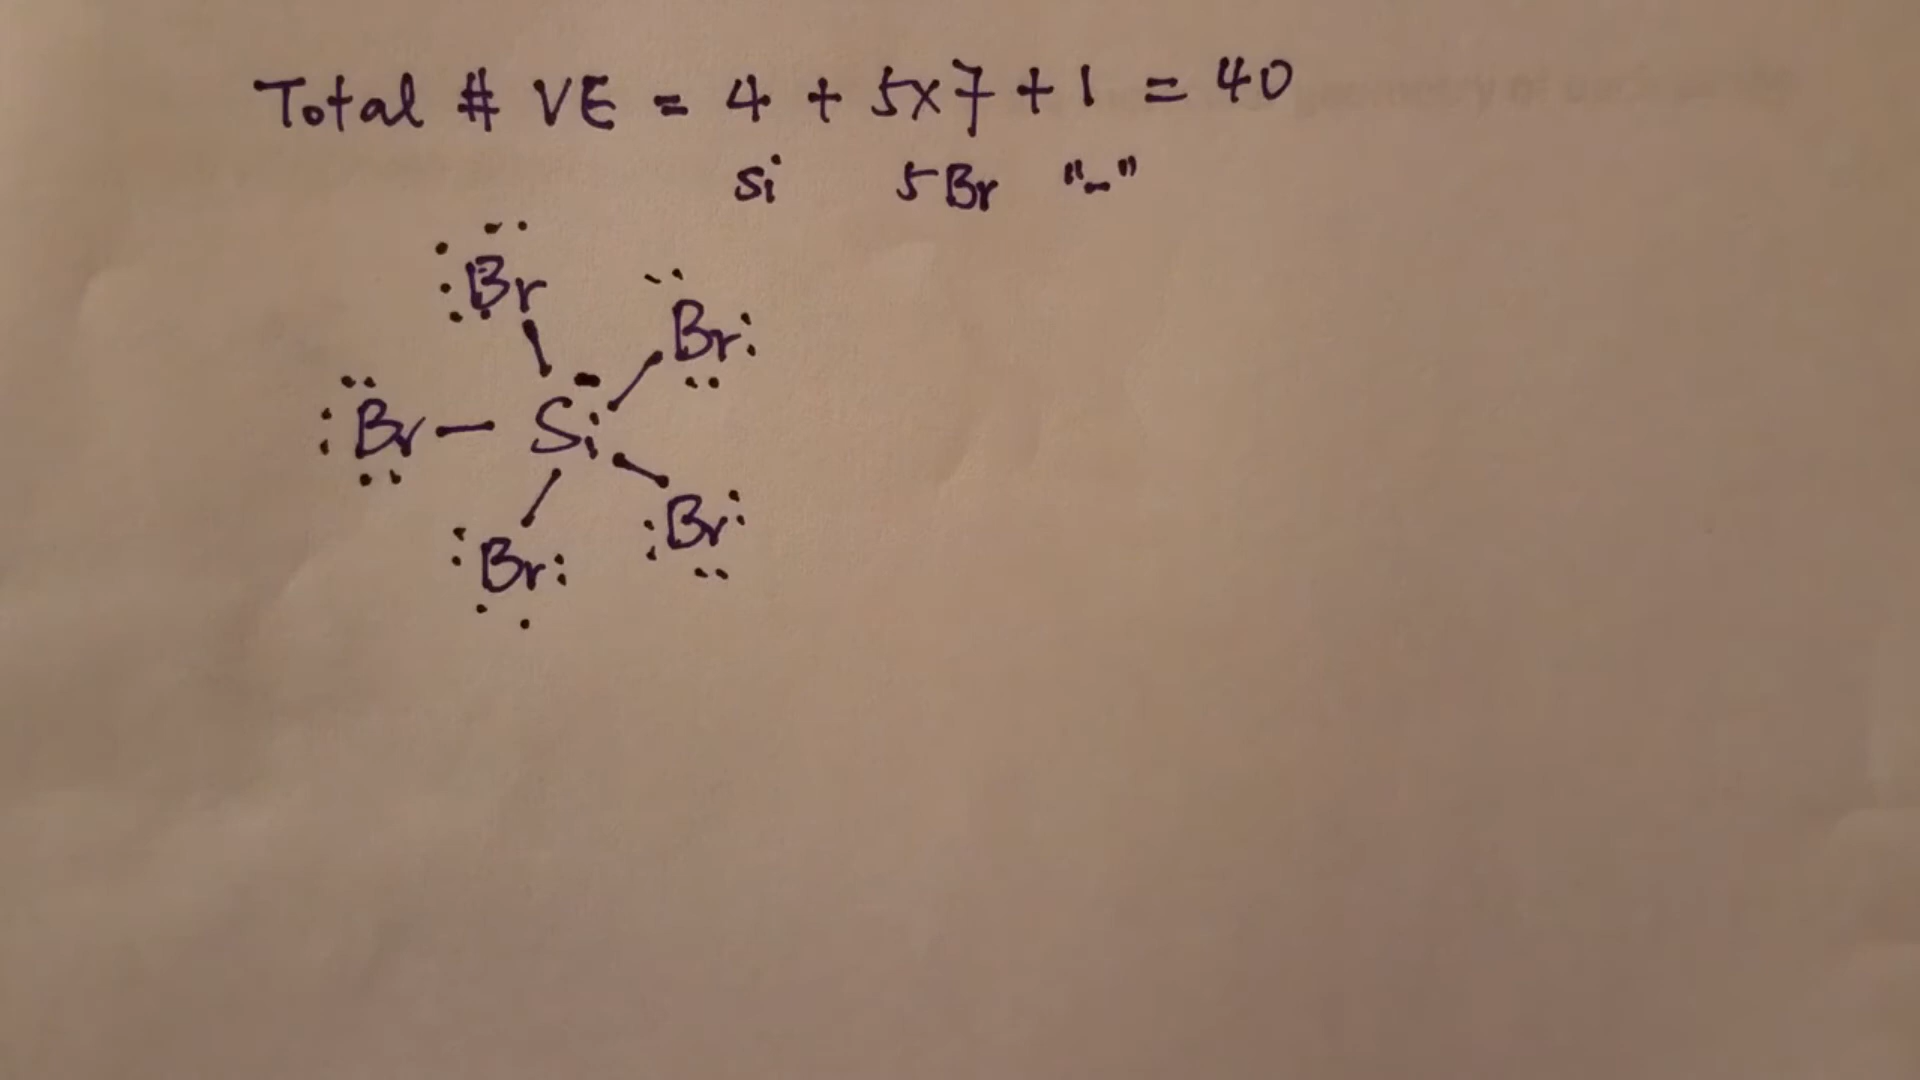 Total # VE = 4 + 5x7 + 1 = 40
Si 5Br "-"
:Br
Br:
:Br - Si -
:Br:
:Br: